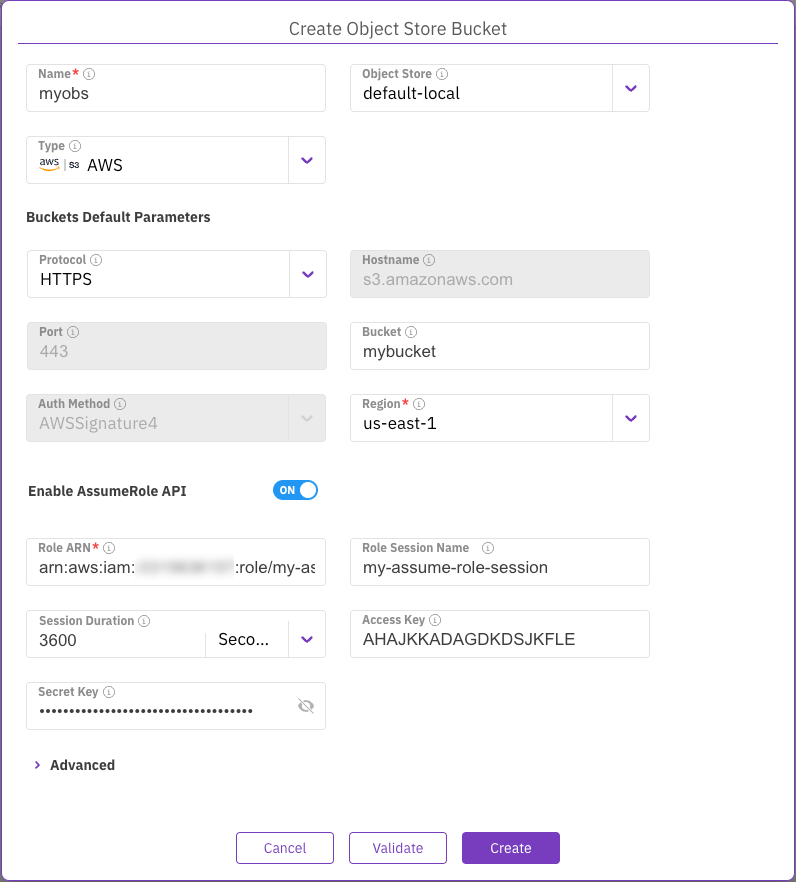 Create Object Store Bucket
Name* ⓘ
myobs
Object Store ⓘ
default-local
Type ⓘ
aws | S3 AWS
Buckets Default Parameters
Protocol ⓘ
HTTPS
Hostname ⓘ
s3.amazonaws.com
Port ⓘ
443
Bucket ⓘ
mybucket
Auth Method ⓘ
AWSSignature4
Region* ⓘ
us-east-1
Enable AssumeRole API
ON
Role ARN* ⓘ
arn:aws:iam: :role/my-as
Role Session Name ⓘ
my-assume-role-session
Session Duration ⓘ
3600 Seco...
Access Key ⓘ
AHAJKKADAGDKDSJKFLE
Secret Key ⓘ
Advanced
Cancel Validate Create